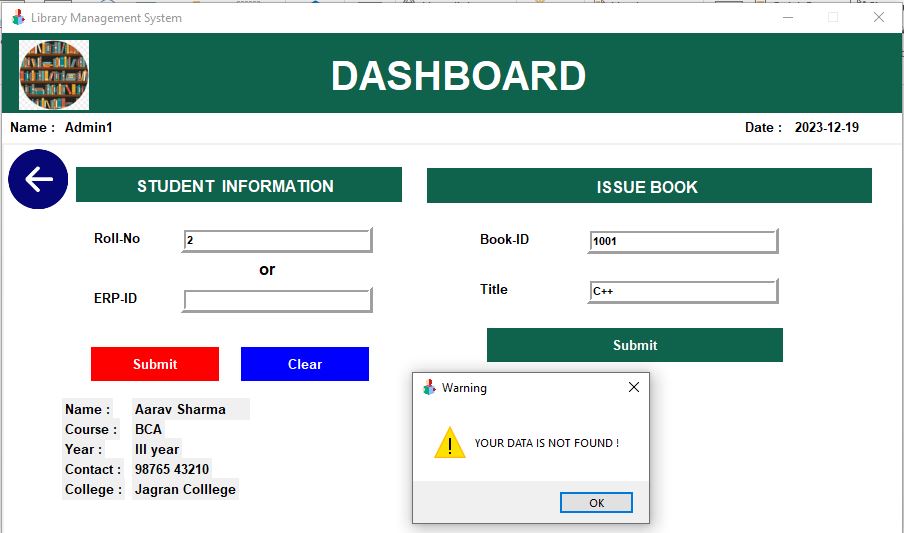 Library Management System
DASHBOARD
Name : Admin1
Date : 2023-12-19
STUDENT INFORMATION
ISSUE BOOK
Roll-No 2
or
ERP-ID
Book-ID 1001
Title C++
Submit
Submit Clear
Name : Aarav Sharma
Course : BCA
Year : III year
Contact : 98765 43210
College : Jagran Colllege
Warning
YOUR DATA IS NOT FOUND !
OK